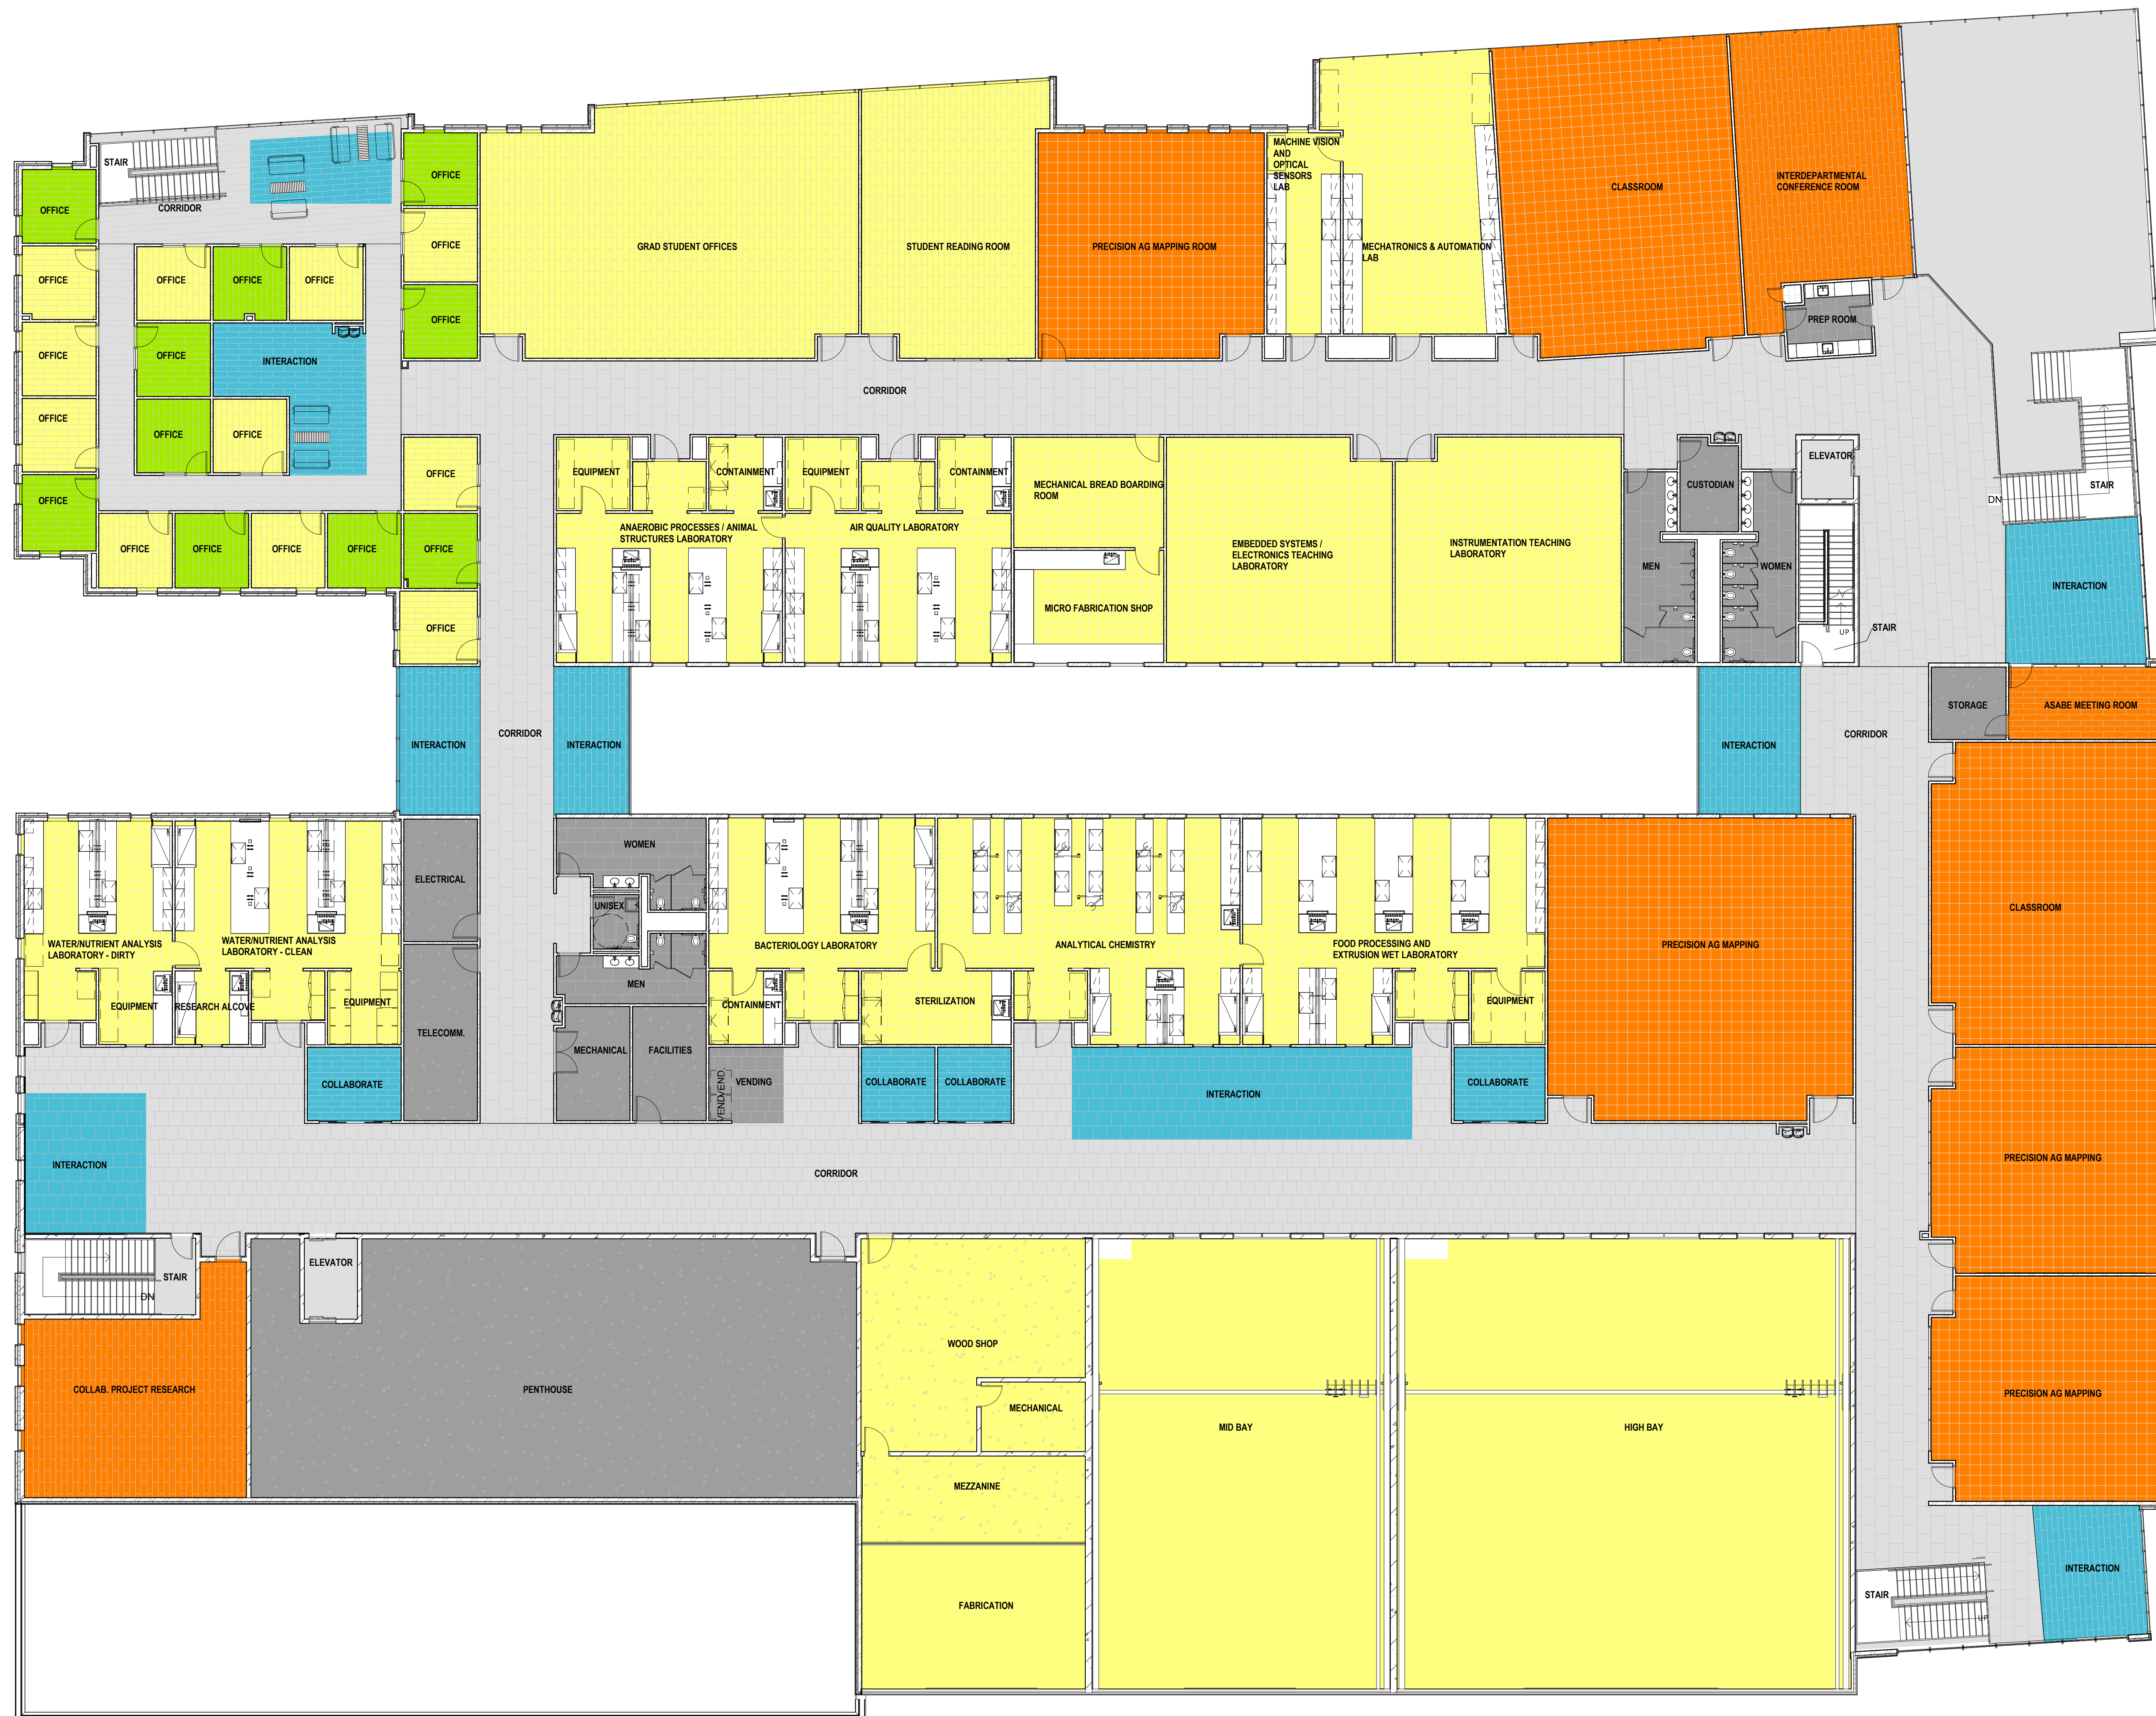 MACHINE VISION
AND
OPTICAL
SENSORS
LAB
STAIR
OFFICE
INTERDEPARTMENTAL
CONFERENCE ROOM
CLASSROOM
OFFICE
CORRIDOR
OFFICE
GRAD STUDENT OFFICES
STUDENT READING ROOM
PRECISION AG MAPPING ROOM
MECHATRONICS & AUTOMATION
LAB
OFFICE
OFFICE
OFFICE
OFFICE
OFFICE
PREP ROOM
OFFICE
OFFICE
INTERACTION
CORRIDOR
OFFICE
OFFICE
OFFICE
ELEVATOR
OFFICE
EQUIPMENT
CONTAINMENT
EQUIPMENT
CONTAINMENT
MECHANICAL BREAD BOARDING
ROOM
CUSTODIAN
STAIR
DN
OFFICE
ANAEROBIC PROCESSES / ANIMAL
STRUCTURES LABORATORY
AIR QUALITY LABORATORY
OFFICE
OFFICE
OFFICE
OFFICE
OFFICE
EMBEDDED SYSTEMS /
ELECTRONICS TEACHING
LABORATORY
INSTRUMENTATION TEACHING
LABORATORY
MEN
WOMEN
INTERACTION
MICRO FABRICATION SHOP
OFFICE
UP
STAIR
STORAGE
ASABE MEETING ROOM
CORRIDOR
CORRIDOR
INTERACTION
INTERACTION
INTERACTION
WOMEN
ELECTRICAL
UNISEX
CLASSROOM
WATER/NUTRIENT ANALYSIS
LABORATORY - DIRTY
WATER/NUTRIENT ANALYSIS
LABORATORY - CLEAN
BACTERIOLOGY LABORATORY
ANALYTICAL CHEMISTRY
FOOD PROCESSING AND
EXTRUSION WET LABORATORY
PRECISION AG MAPPING
MEN
EQUIPMENT
RESEARCH ALCOVE
EQUIPMENT
CONTAINMENT
STERILIZATION
EQUIPMENT
TELECOMM.
MECHANICAL
FACILITIES
COLLABORATE
VEND.
VEND.
VENDING
COLLABORATE
COLLABORATE
INTERACTION
COLLABORATE
INTERACTION
CORRIDOR
PRECISION AG MAPPING
ELEVATOR
STAIR
DN
WOOD SHOP
COLLAB. PROJECT RESEARCH
PENTHOUSE
PRECISION AG MAPPING
MECHANICAL
MID BAY
HIGH BAY
MEZZANINE
INTERACTION
STAIR
FABRICATION
UP